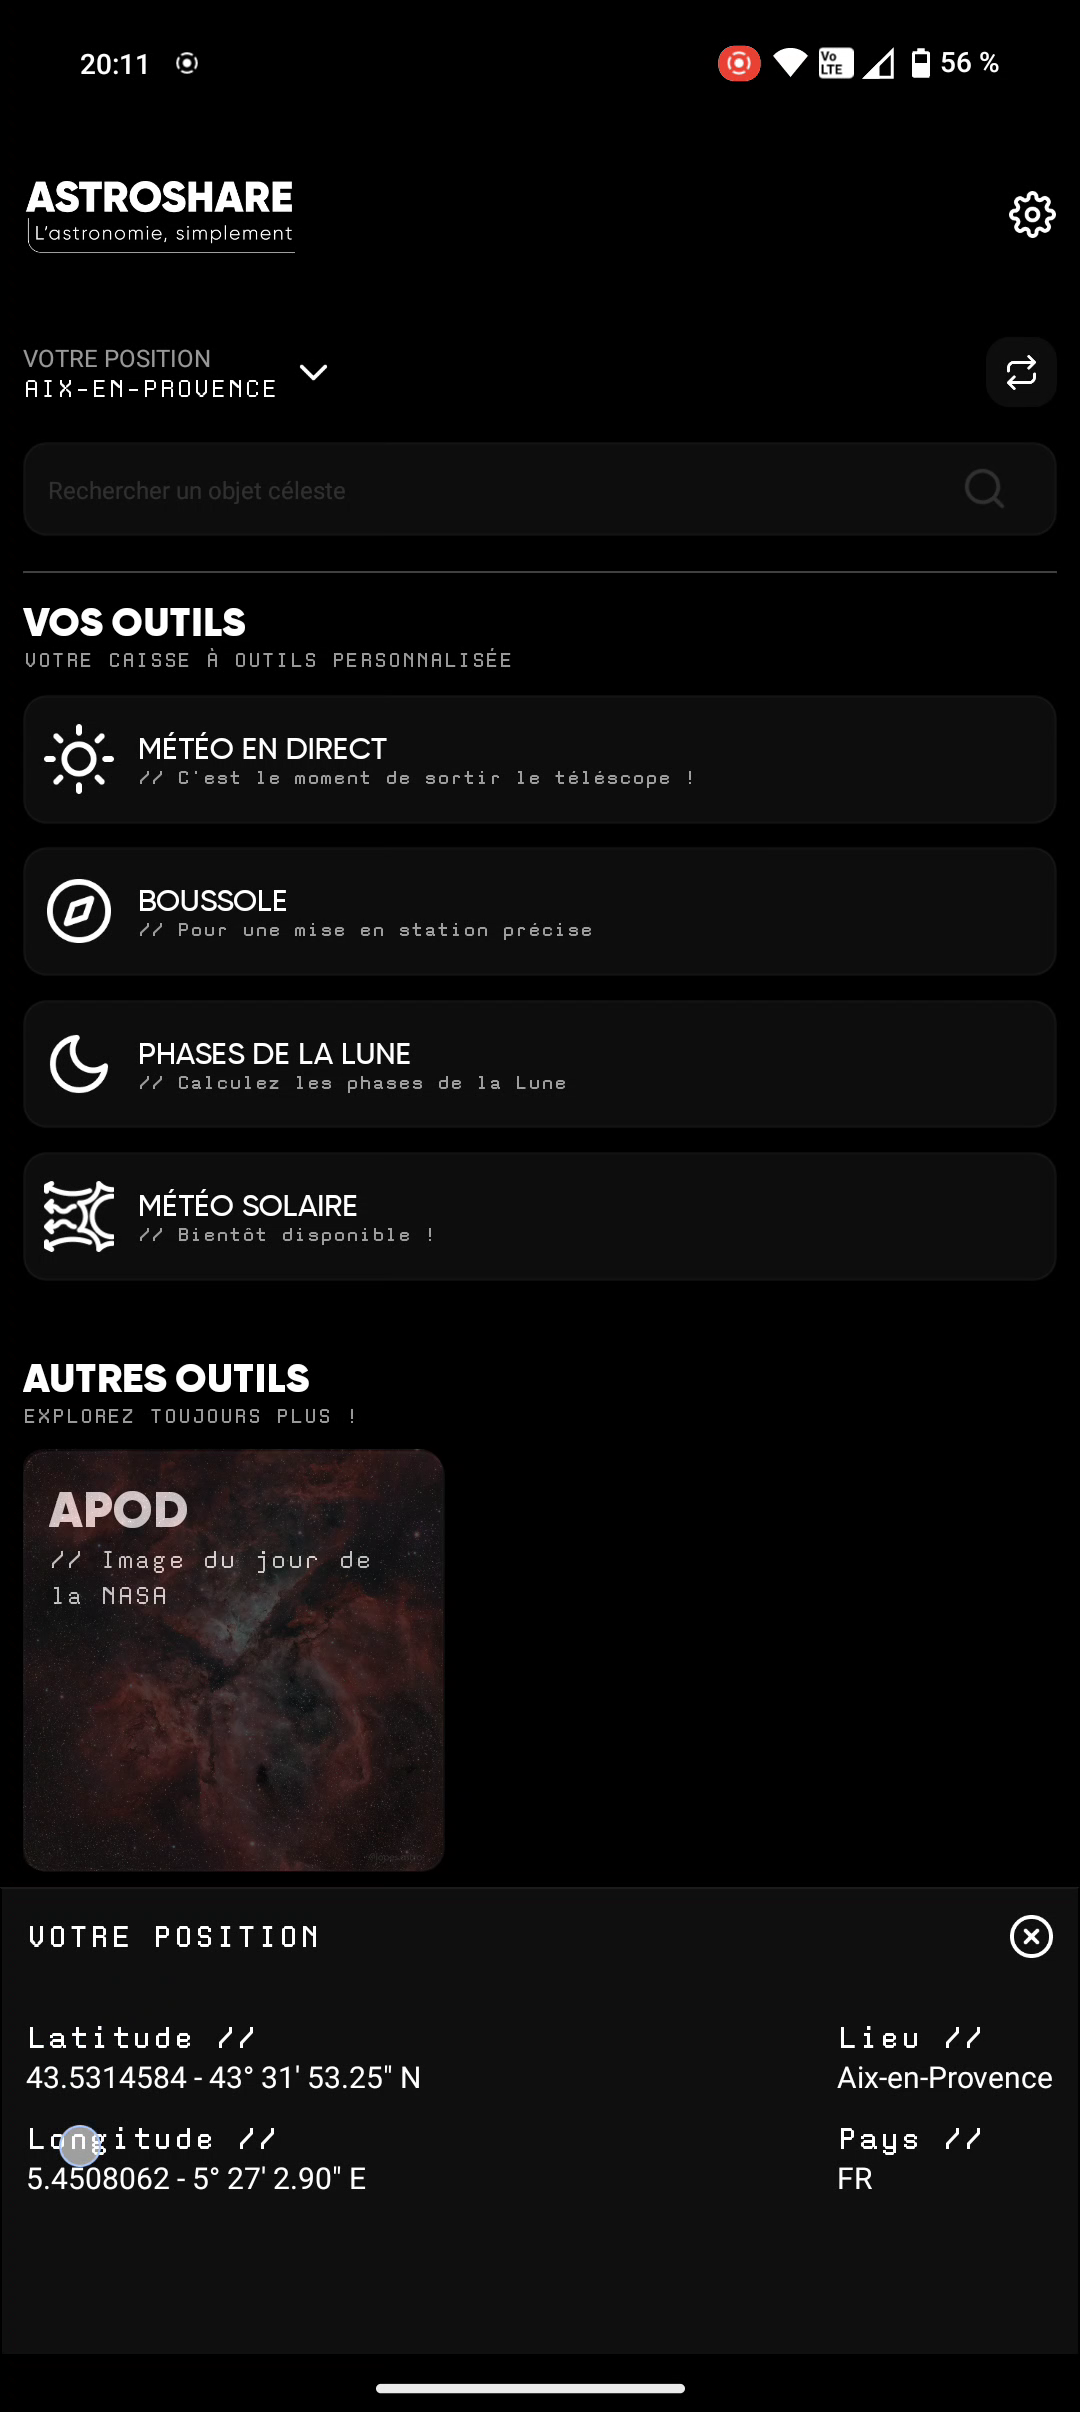 20:11
Vo LTE 56 %
ASTROSHARE
L'astronomie, simplement
VOTRE POSITION
AIX-EN-PROVENCE
Rechercher un objet céleste
VOS OUTILS
VOTRE CAISSE À OUTILS PERSONNALISÉE
MÉTÉO EN DIRECT
// C'est le moment de sortir le téléscope !
BOUSSOLE
// Pour une mise en station précise
PHASES DE LA LUNE
// Calculez les phases de la Lune
MÉTÉO SOLAIRE
// Bientôt disponible !
AUTRES OUTILS
EXPLOREZ TOUJOURS PLUS !
APOD
// Image du jour de
la NASA
VOTRE POSITION
Latitude //
43.5314584 - 43° 31' 53.25" N
Lieu //
Aix-en-Provence
Longitude //
5.4508062 - 5° 27' 2.90" E
Pays //
FR